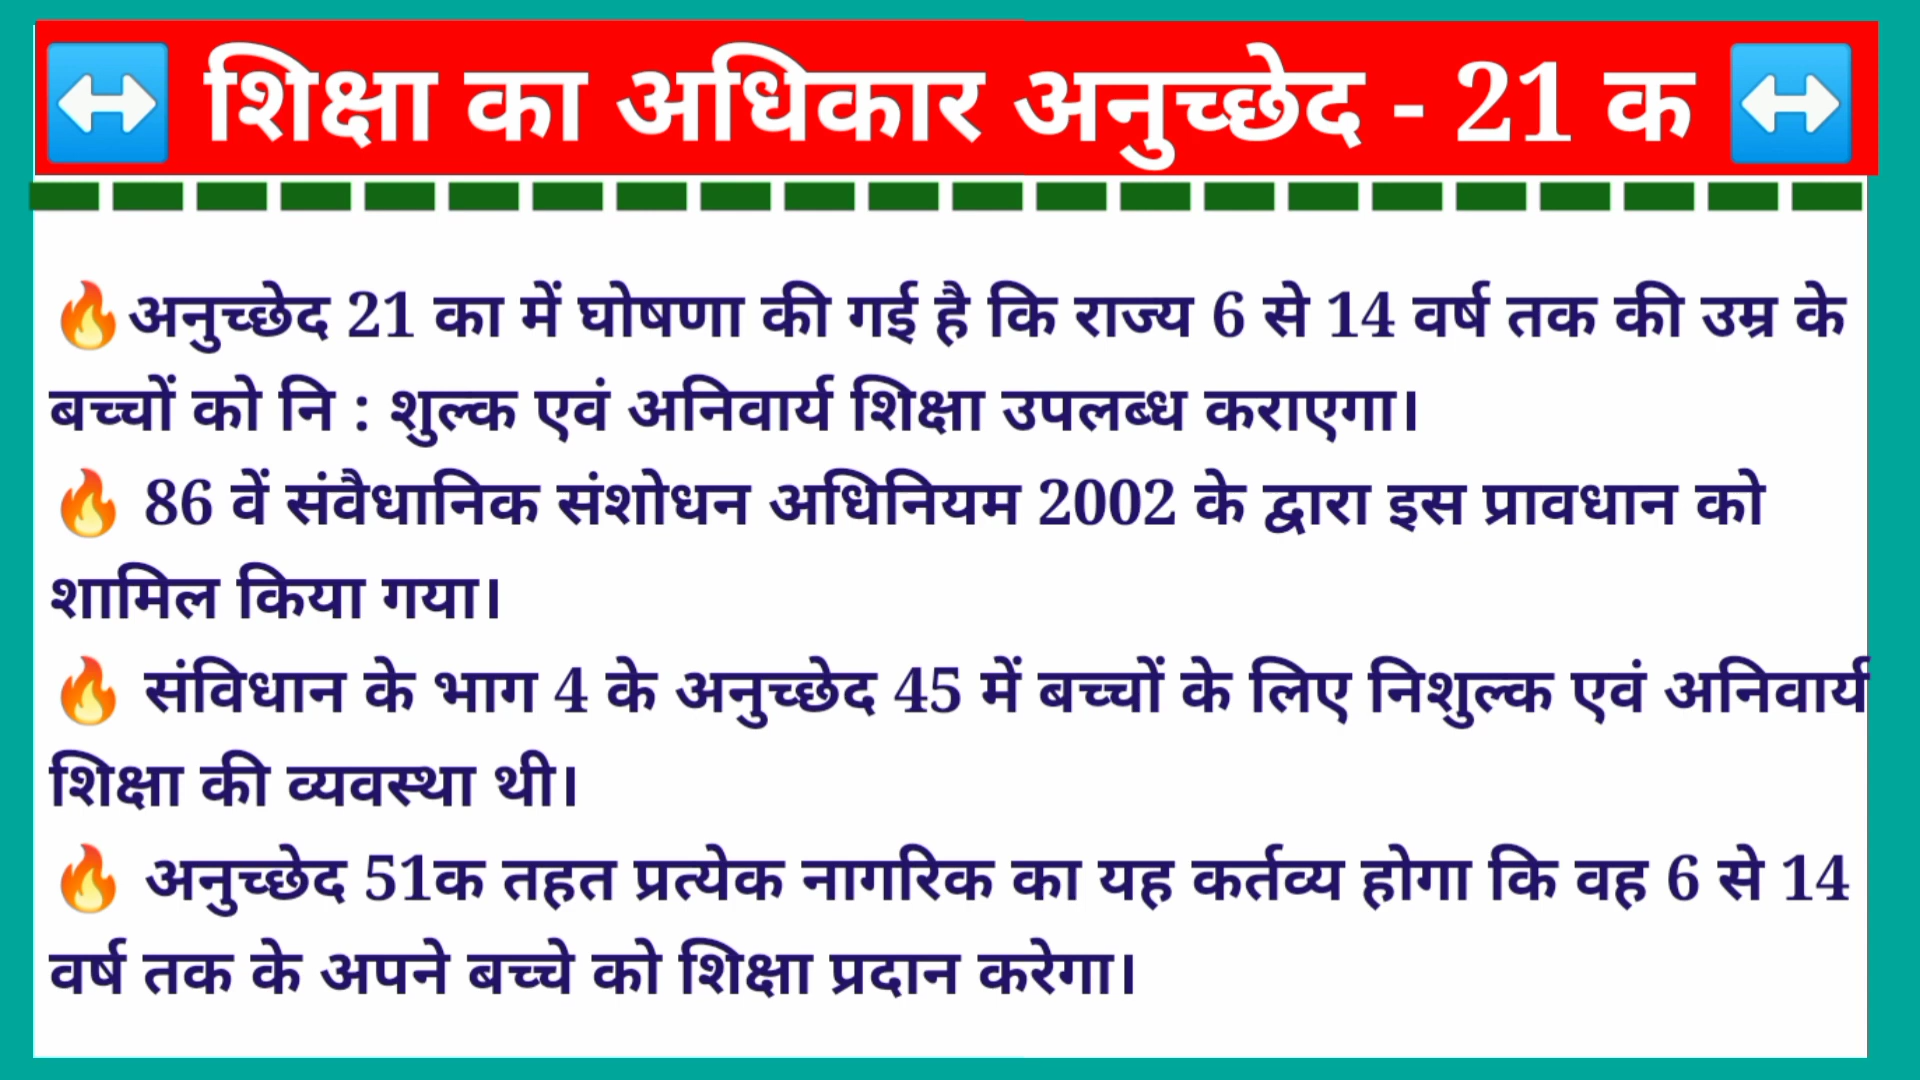 ↔️ शिक्षा का अधिकार अनुच्छेद - 21 क ↔️
🔥अनुच्छेद 21 का में घोषणा की गई है कि राज्य 6 से 14 वर्ष तक की उम्र के
बच्चों को नि : शुल्क एवं अनिवार्य शिक्षा उपलब्ध कराएगा।
🔥 86 वें संवैधानिक संशोधन अधिनियम 2002 के द्वारा इस प्रावधान को
शामिल किया गया।
🔥 संविधान के भाग 4 के अनुच्छेद 45 में बच्चों के लिए निशुल्क एवं अनिवार्य
शिक्षा की व्यवस्था थी।
🔥 अनुच्छेद 51क तहत प्रत्येक नागरिक का यह कर्तव्य होगा कि वह 6 से 14
वर्ष तक के अपने बच्चे को शिक्षा प्रदान करेगा।